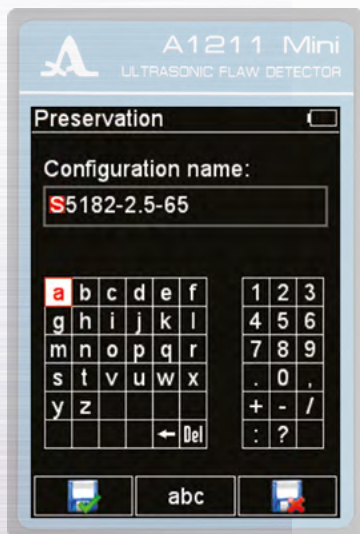 A1211 Mini
ULTRASONIC FLAW DETECTOR
Preservation
Configuration name:
S5182-2.5-65
a b c d e f 1 2 3
g h i j k l 4 5 6
m n o p q r 7 8 9
s t v u w x . 0 ,
y z + - /
← Del : ?
abc